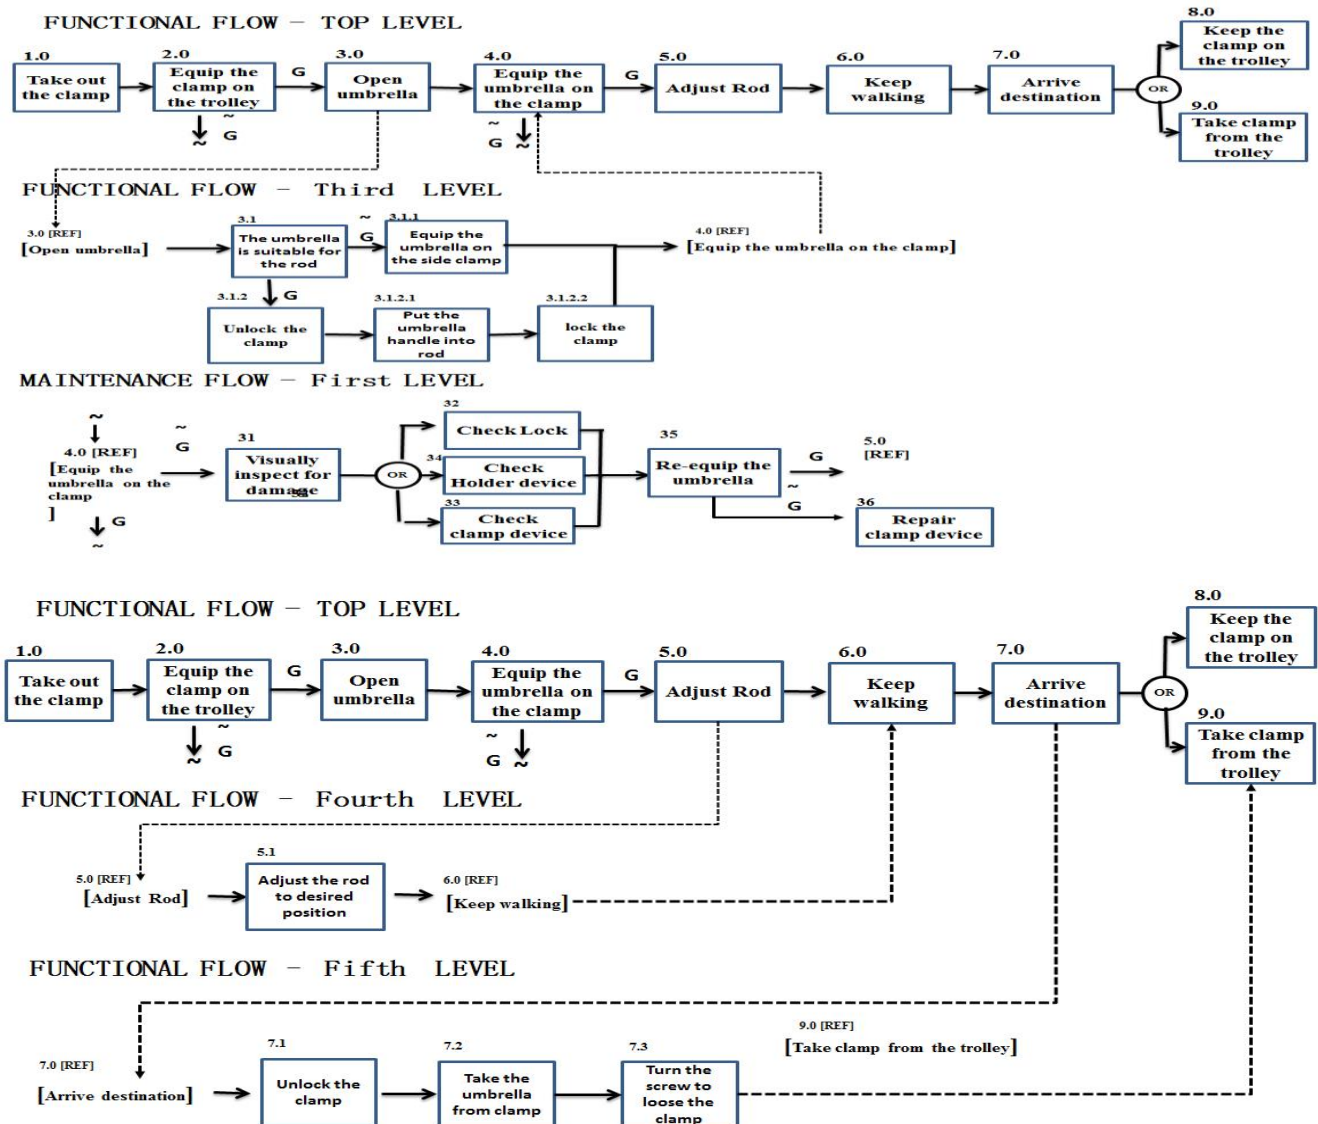 FUNCTIONAL FLOW – TOP LEVEL
1.0
Take out
the clamp
2.0
Equip the
clamp on
the trolley
G
~
G
~
3.0
Open
umbrella
4.0
Equip the
umbrella on
the clamp
G
~
G
~
5.0
Adjust Rod
6.0
Keep
walking
7.0
Arrive
destination
OR
8.0
Keep the
clamp on
the trolley
9.0
Take clamp
from the
trolley
FUNCTIONAL FLOW – Third LEVEL
3.0 [REF]
[Open umbrella]
3.1
The umbrella
is suitable for
the rod
~
G
3.1.1
Equip the
umbrella on
the side clamp
4.0 [REF]
[Equip the umbrella on the clamp]
G
3.1.2
Unlock the
clamp
3.1.2.1
Put the
umbrella
handle into
rod
3.1.2.2
lock the
clamp
MAINTENANCE FLOW – First LEVEL
~
4.0 [REF]
[Equip the
umbrella on the
clamp
]
G
~
~
G
31
Visually
inspect for
damage
OR
32
Check Lock
34
Check
Holder device
33
Check
clamp device
35
Re-equip the
umbrella
G
5.0
[REF]
~
G
36
Repair
clamp device
FUNCTIONAL FLOW – TOP LEVEL
1.0
Take out
the clamp
2.0
Equip the
clamp on
the trolley
G
~
G
~
3.0
Open
umbrella
4.0
Equip the
umbrella on
the clamp
G
~
G
~
5.0
Adjust Rod
6.0
Keep
walking
7.0
Arrive
destination
OR
8.0
Keep the
clamp on
the trolley
9.0
Take clamp
from the
trolley
FUNCTIONAL FLOW – Fourth LEVEL
5.0 [REF]
[Adjust Rod]
5.1
Adjust the rod
to desired
position
6.0 [REF]
[Keep walking]
FUNCTIONAL FLOW – Fifth LEVEL
7.0 [REF]
[Arrive destination]
7.1
Unlock the
clamp
7.2
Take the
umbrella
from clamp
7.3
Turn the
screw to
loose the
clamp
9.0 [REF]
[Take clamp from the trolley]